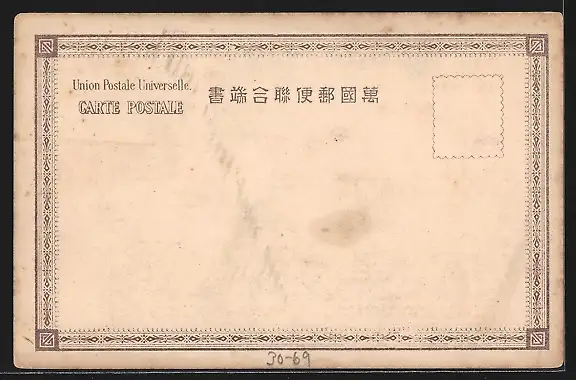 Union Postale Universelle.
CARTE POSTALE
書端合聯便郵國萬
30-69